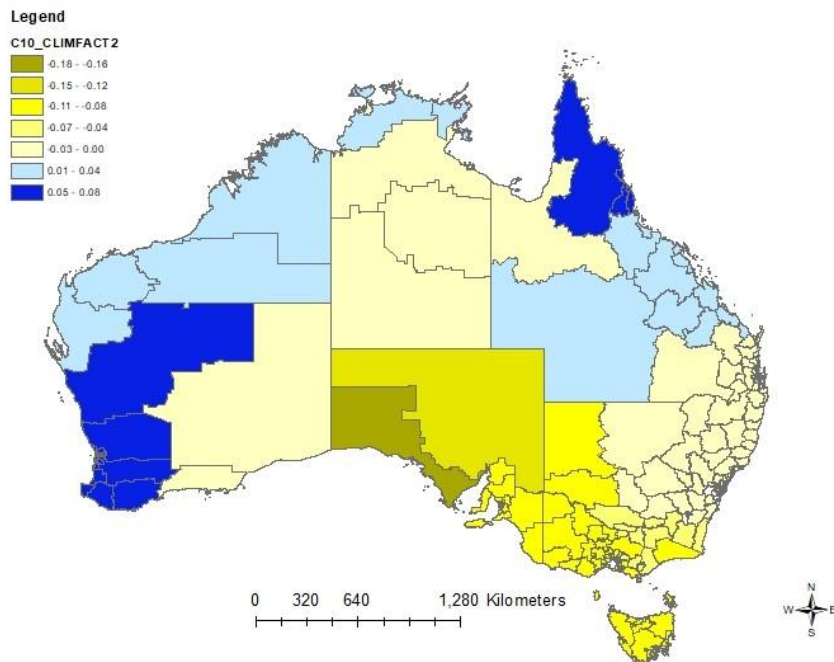 Legend
C10_CLIMFACT2
-0.18 - -0.16
-0.15 - -0.12
-0.11 - -0.08
-0.07 - -0.04
-0.03 - 0.00
0.01 - 0.04
0.05 - 0.08
0 320 640 1,280 Kilometers
N
W E
S